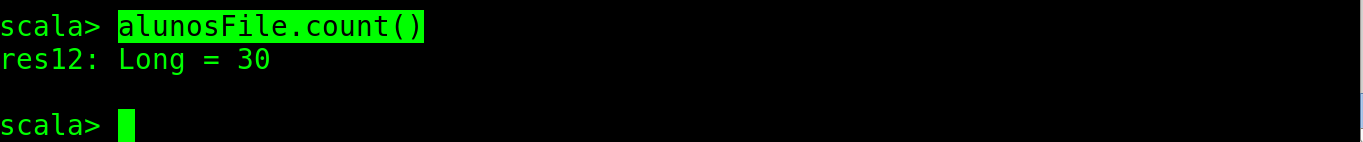 scala> alunosFile.count()
res12: Long = 30
scala>